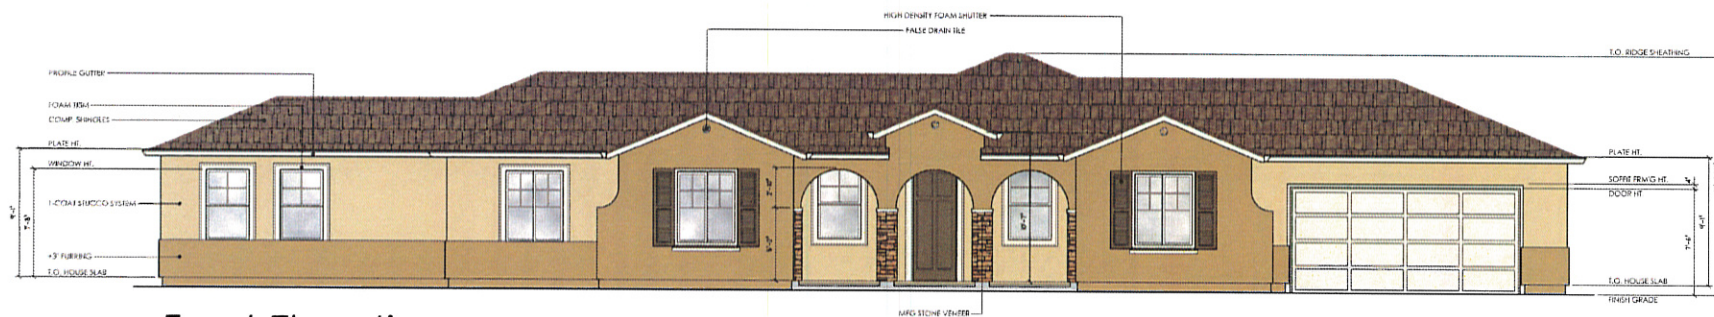 HIGH DENSITY FOAM SHUTTER
FALSE DRAIN TILE
T.O. RIDGE SHEATHING
PROFILE GUTTER
FOAM TRIM
COMP. SHINGLES
PLATE HT.
WINDOW HT.
1-COAT STUCCO SYSTEM
+3" FURRING
T.O. HOUSE SLAB
PLATE HT.
SOFFIT FRM'G HT.
DOOR HT
T.O. HOUSE SLAB
FINISH GRADE
MFG STONE VENEER